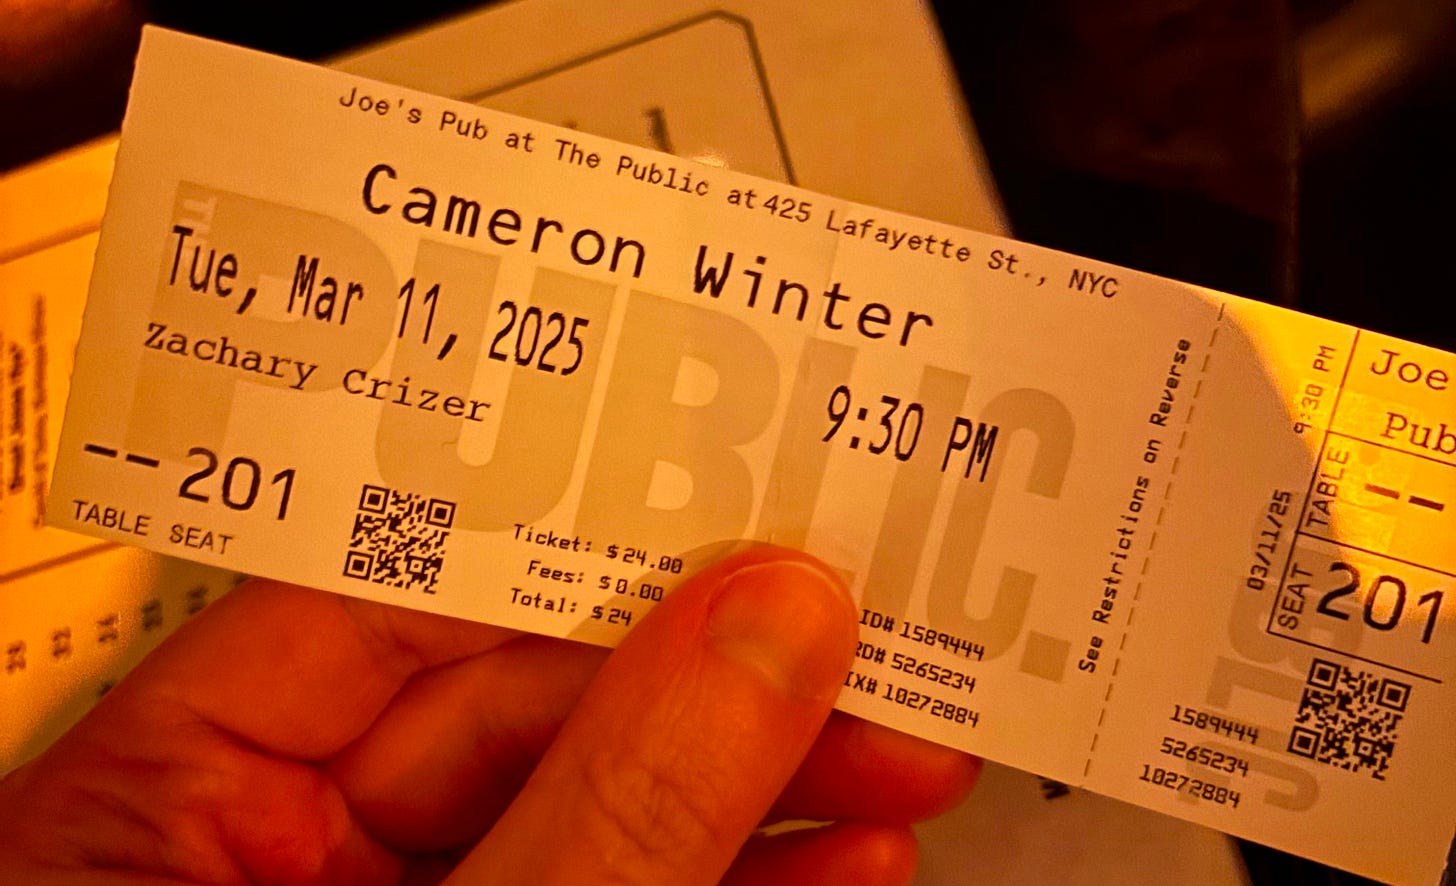 Joe's Pub at The Public at 425 Lafayette St., NYC
Cameron Winter
Tue, Mar 11, 2025
9:30 PM
Zachary Crizer
-- 201
TABLE SEAT
Ticket: $24.00
Fees: $0.00
Total: $24
ID# 1589444
RD# 5265234
IX# 10272884
THE
PUBLIC.
See Restrictions on Reverse
9:30 PM
03/11/25
Joe
Pub
TABLE --
SEAT 201
1589444
5265234
10272884